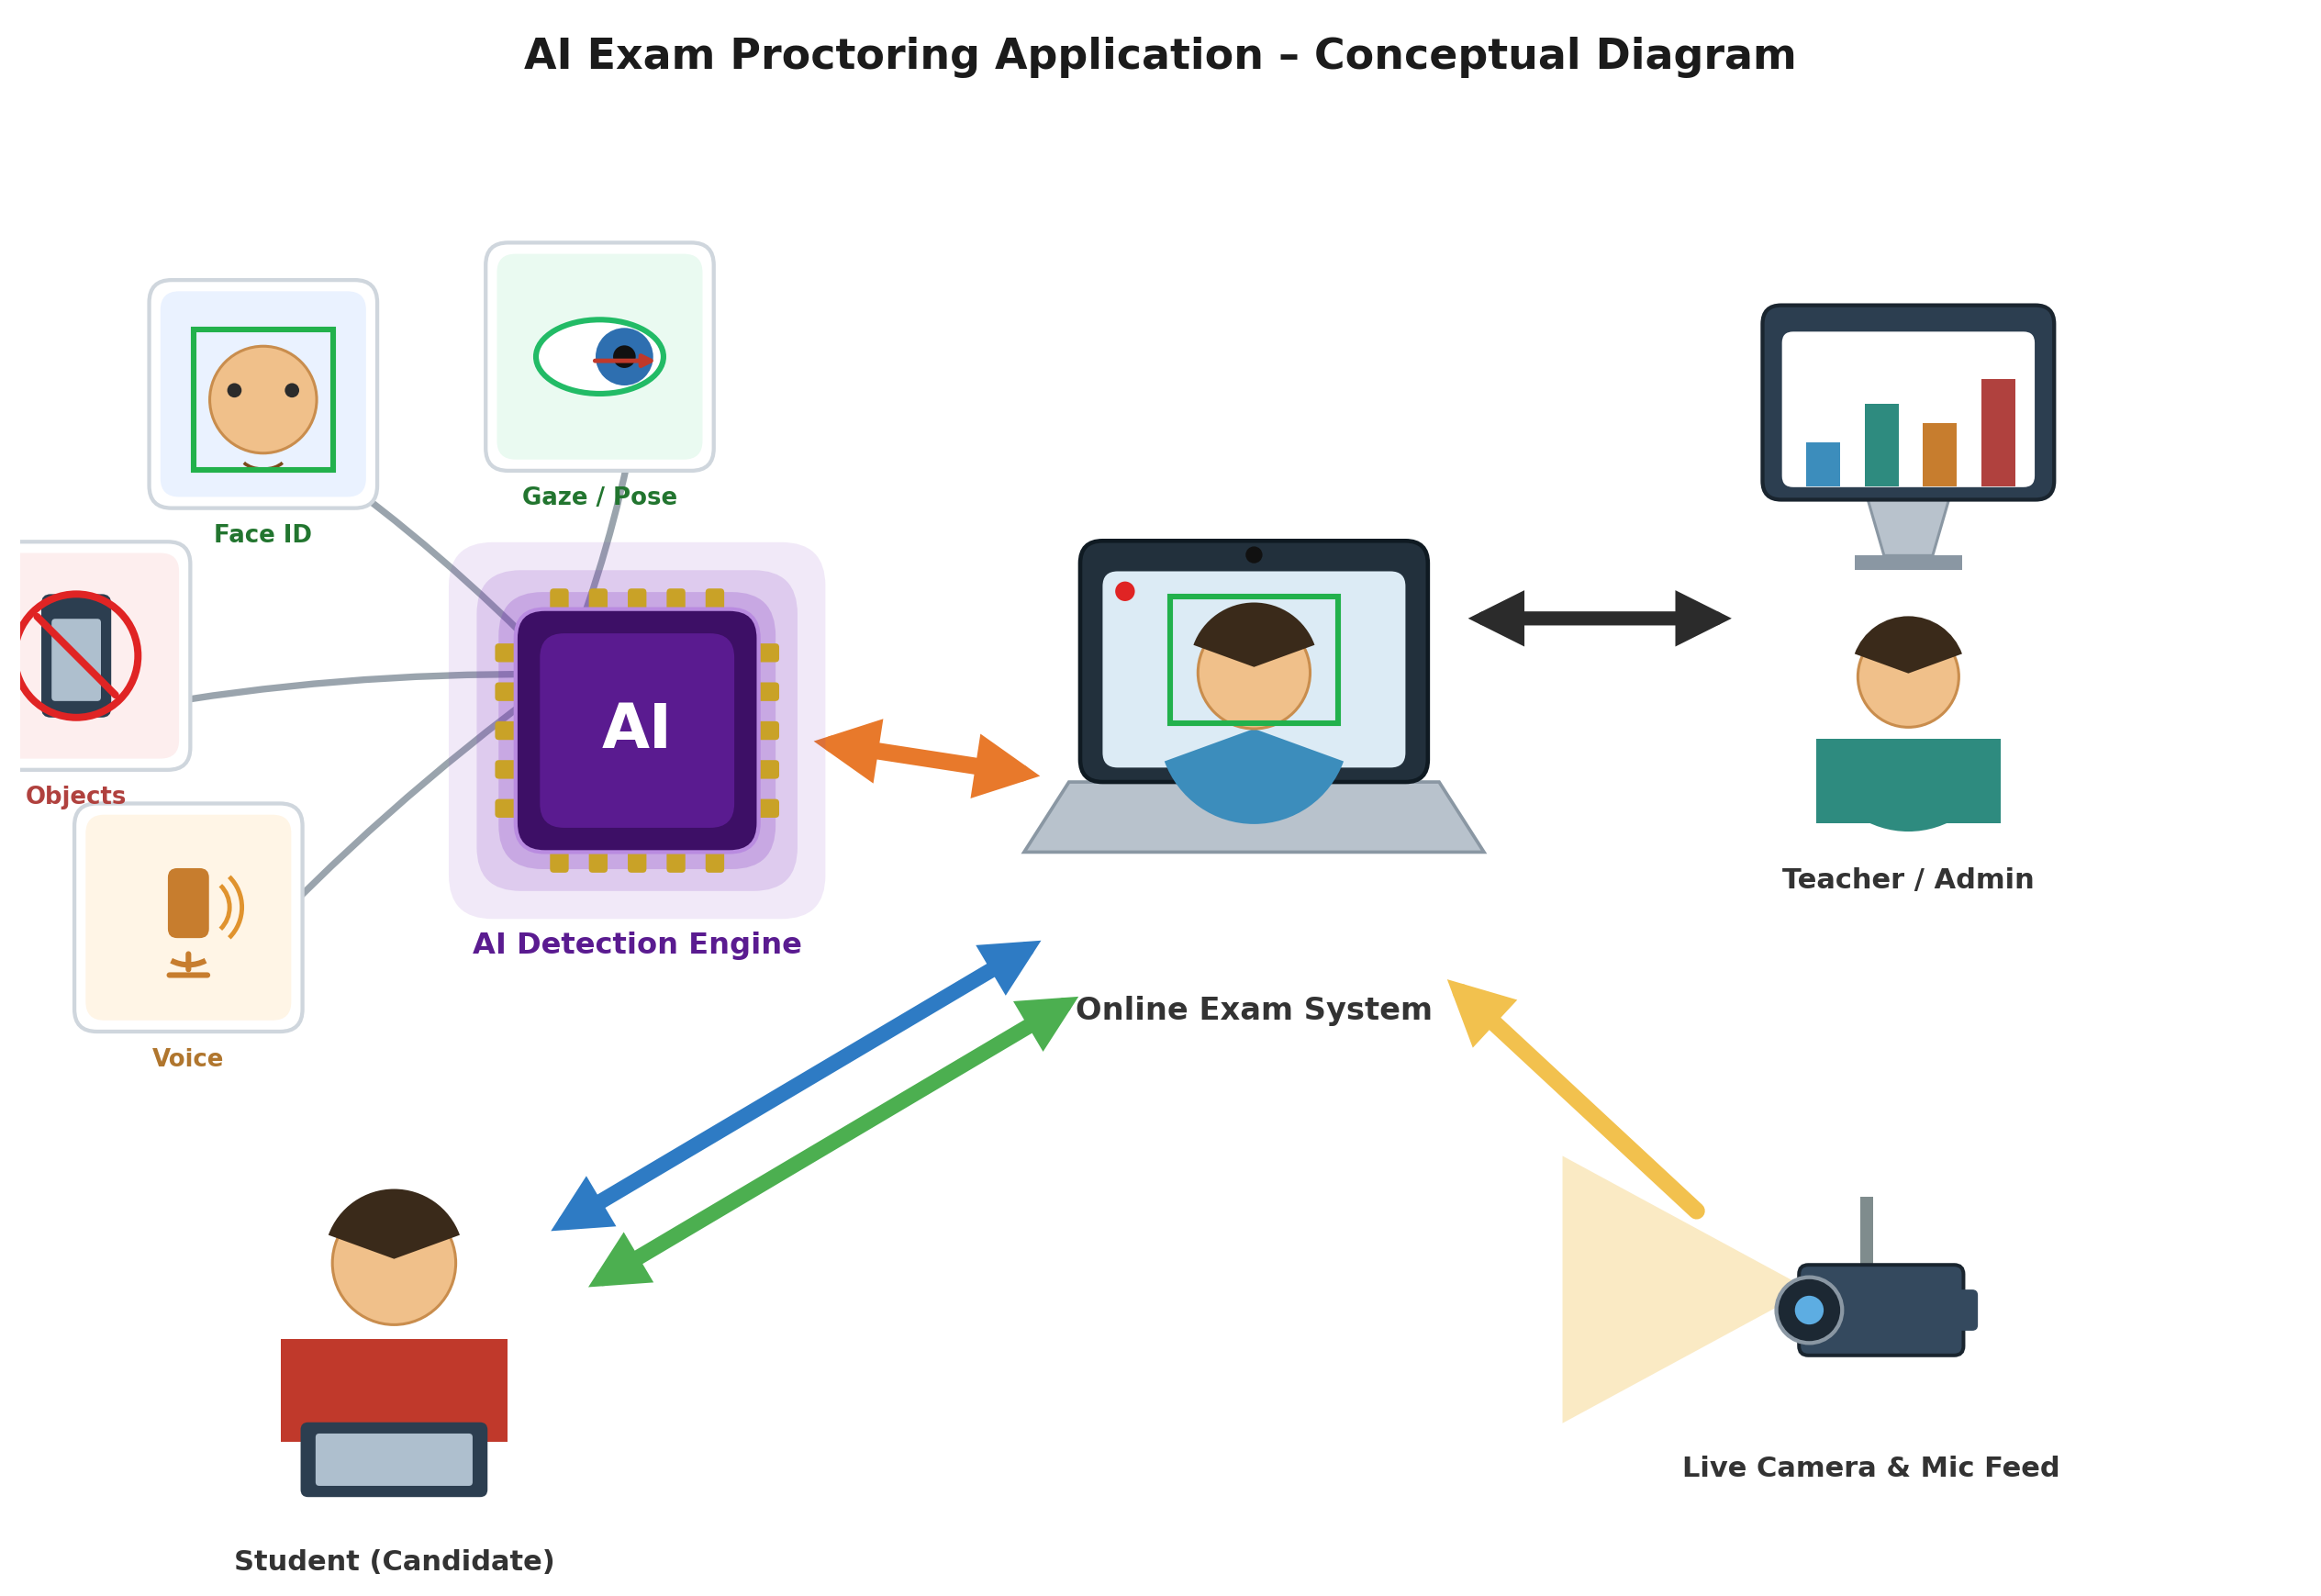 AI Exam Proctoring Application – Conceptual Diagram
Gaze / Pose
Face ID
AI
Objects
Teacher / Admin
AI Detection Engine
Online Exam System
Voice
Live Camera & Mic Feed
Student (Candidate)